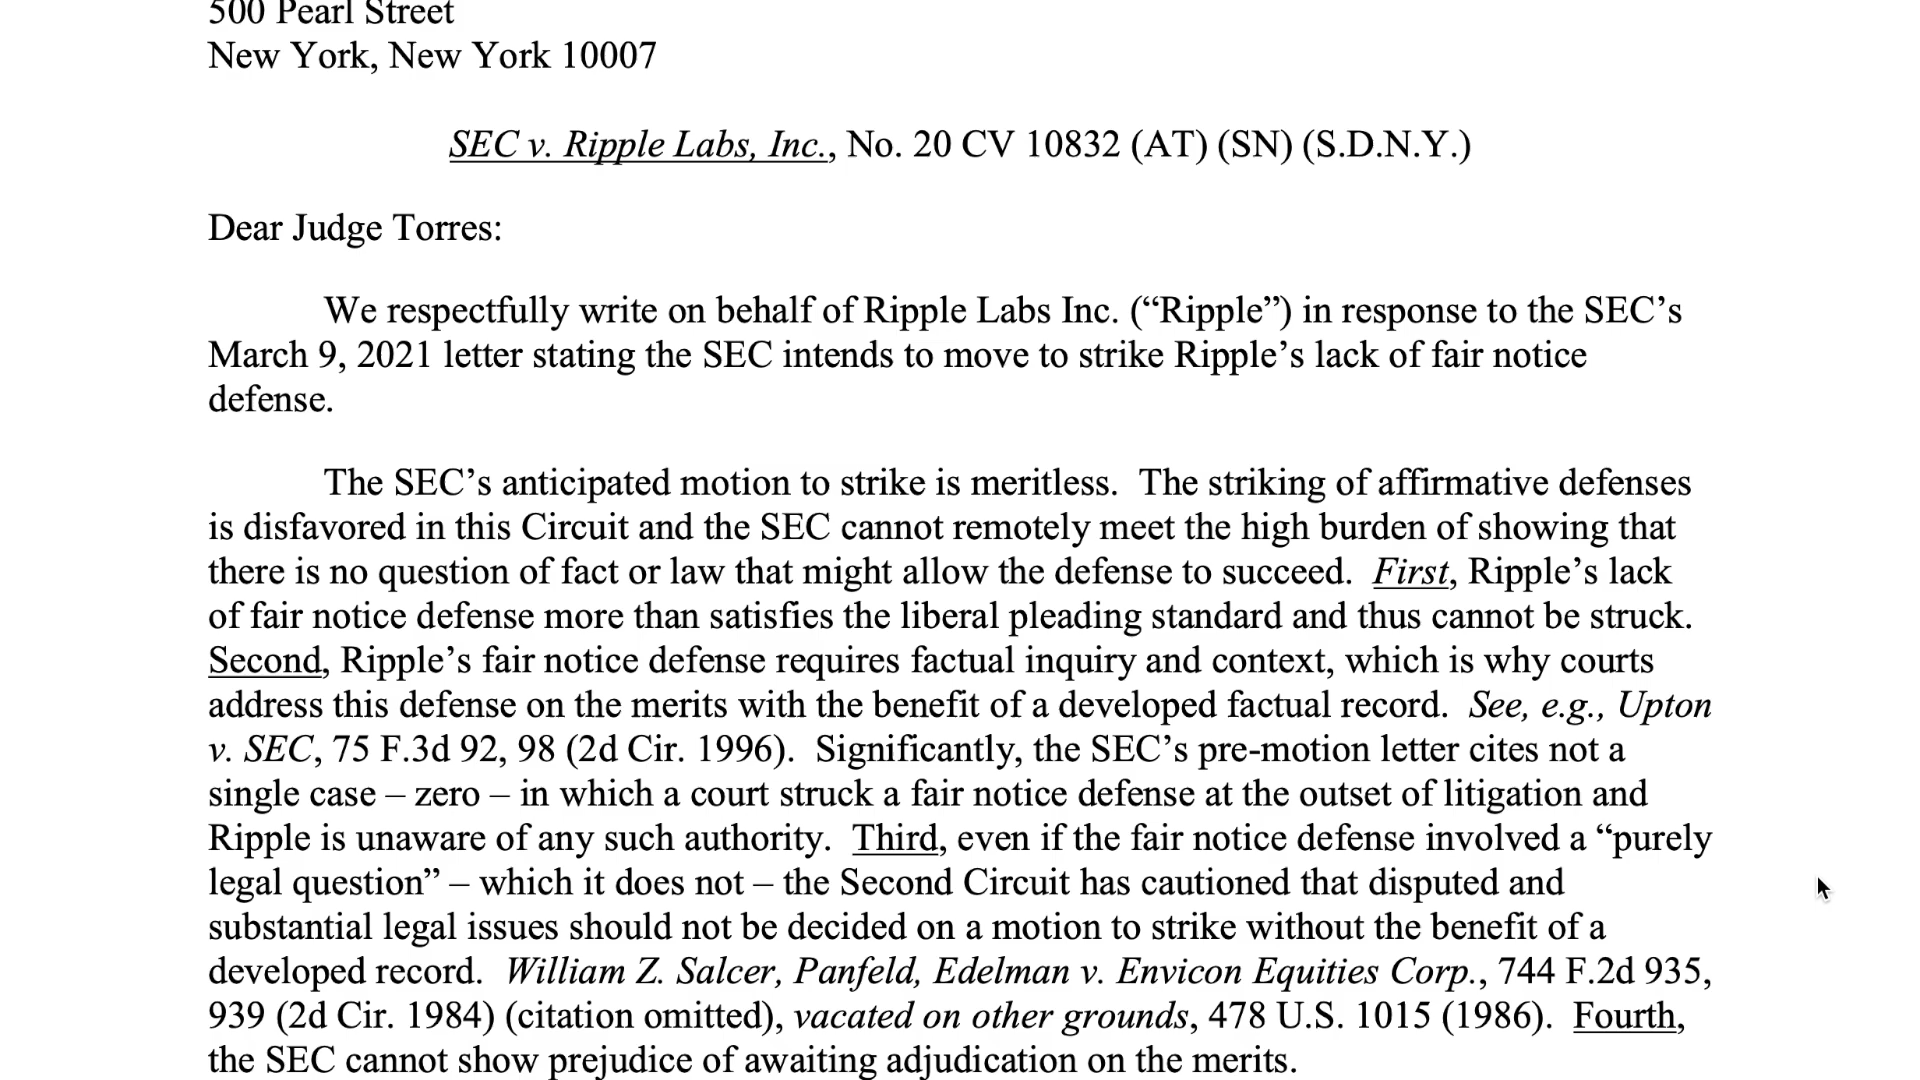 500 Pearl Street
New York, New York 10007
SEC v. Ripple Labs, Inc., No. 20 CV 10832 (AT) (SN) (S.D.N.Y.)
Dear Judge Torres:
We respectfully write on behalf of Ripple Labs Inc. (“Ripple”) in response to the SEC’s
March 9, 2021 letter stating the SEC intends to move to strike Ripple’s lack of fair notice
defense.
The SEC’s anticipated motion to strike is meritless.  The striking of affirmative defenses
is disfavored in this Circuit and the SEC cannot remotely meet the high burden of showing that
there is no question of fact or law that might allow the defense to succeed.  First, Ripple’s lack
of fair notice defense more than satisfies the liberal pleading standard and thus cannot be struck.
Second, Ripple’s fair notice defense requires factual inquiry and context, which is why courts
address this defense on the merits with the benefit of a developed factual record.  See, e.g., Upton
v. SEC, 75 F.3d 92, 98 (2d Cir. 1996).  Significantly, the SEC’s pre-motion letter cites not a
single case – zero – in which a court struck a fair notice defense at the outset of litigation and
Ripple is unaware of any such authority.  Third, even if the fair notice defense involved a “purely
legal question” – which it does not – the Second Circuit has cautioned that disputed and
substantial legal issues should not be decided on a motion to strike without the benefit of a
developed record.  William Z. Salcer, Panfeld, Edelman v. Envicon Equities Corp., 744 F.2d 935,
939 (2d Cir. 1984) (citation omitted), vacated on other grounds, 478 U.S. 1015 (1986).  Fourth,
the SEC cannot show prejudice of awaiting adjudication on the merits.